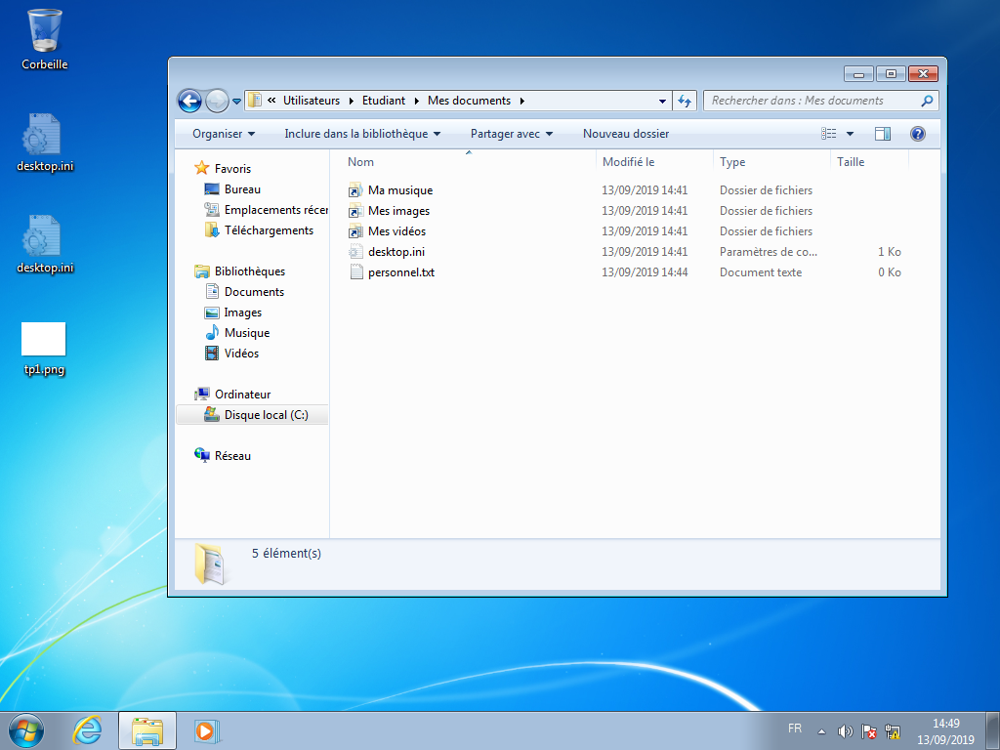 Corbeille
desktop.ini
desktop.ini
tp1.png
« Utilisateurs Etudiant Mes documents
Rechercher dans : Mes documents
Organiser Inclure dans la bibliothèque Partager avec Nouveau dossier
Favoris
Bureau
Emplacements récer
Téléchargements
Bibliothèques
Documents
Images
Musique
Vidéos
Ordinateur
Disque local (C:)
Réseau
Nom Modifié le Type Taille
Ma musique 13/09/2019 14:41 Dossier de fichiers
Mes images 13/09/2019 14:41 Dossier de fichiers
Mes vidéos 13/09/2019 14:41 Dossier de fichiers
desktop.ini 13/09/2019 14:41 Paramètres de co... 1 Ko
personnel.txt 13/09/2019 14:44 Document texte 0 Ko
5 élément(s)
FR
14:49
13/09/2019